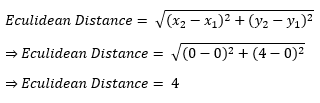 Eculidean Distance = √(x₂ − x₁)² + (y₂ − y₁)²
⇒ Eculidean Distance = √(0 − 0)² + (4 − 0)²
⇒ Eculidean Distance = 4